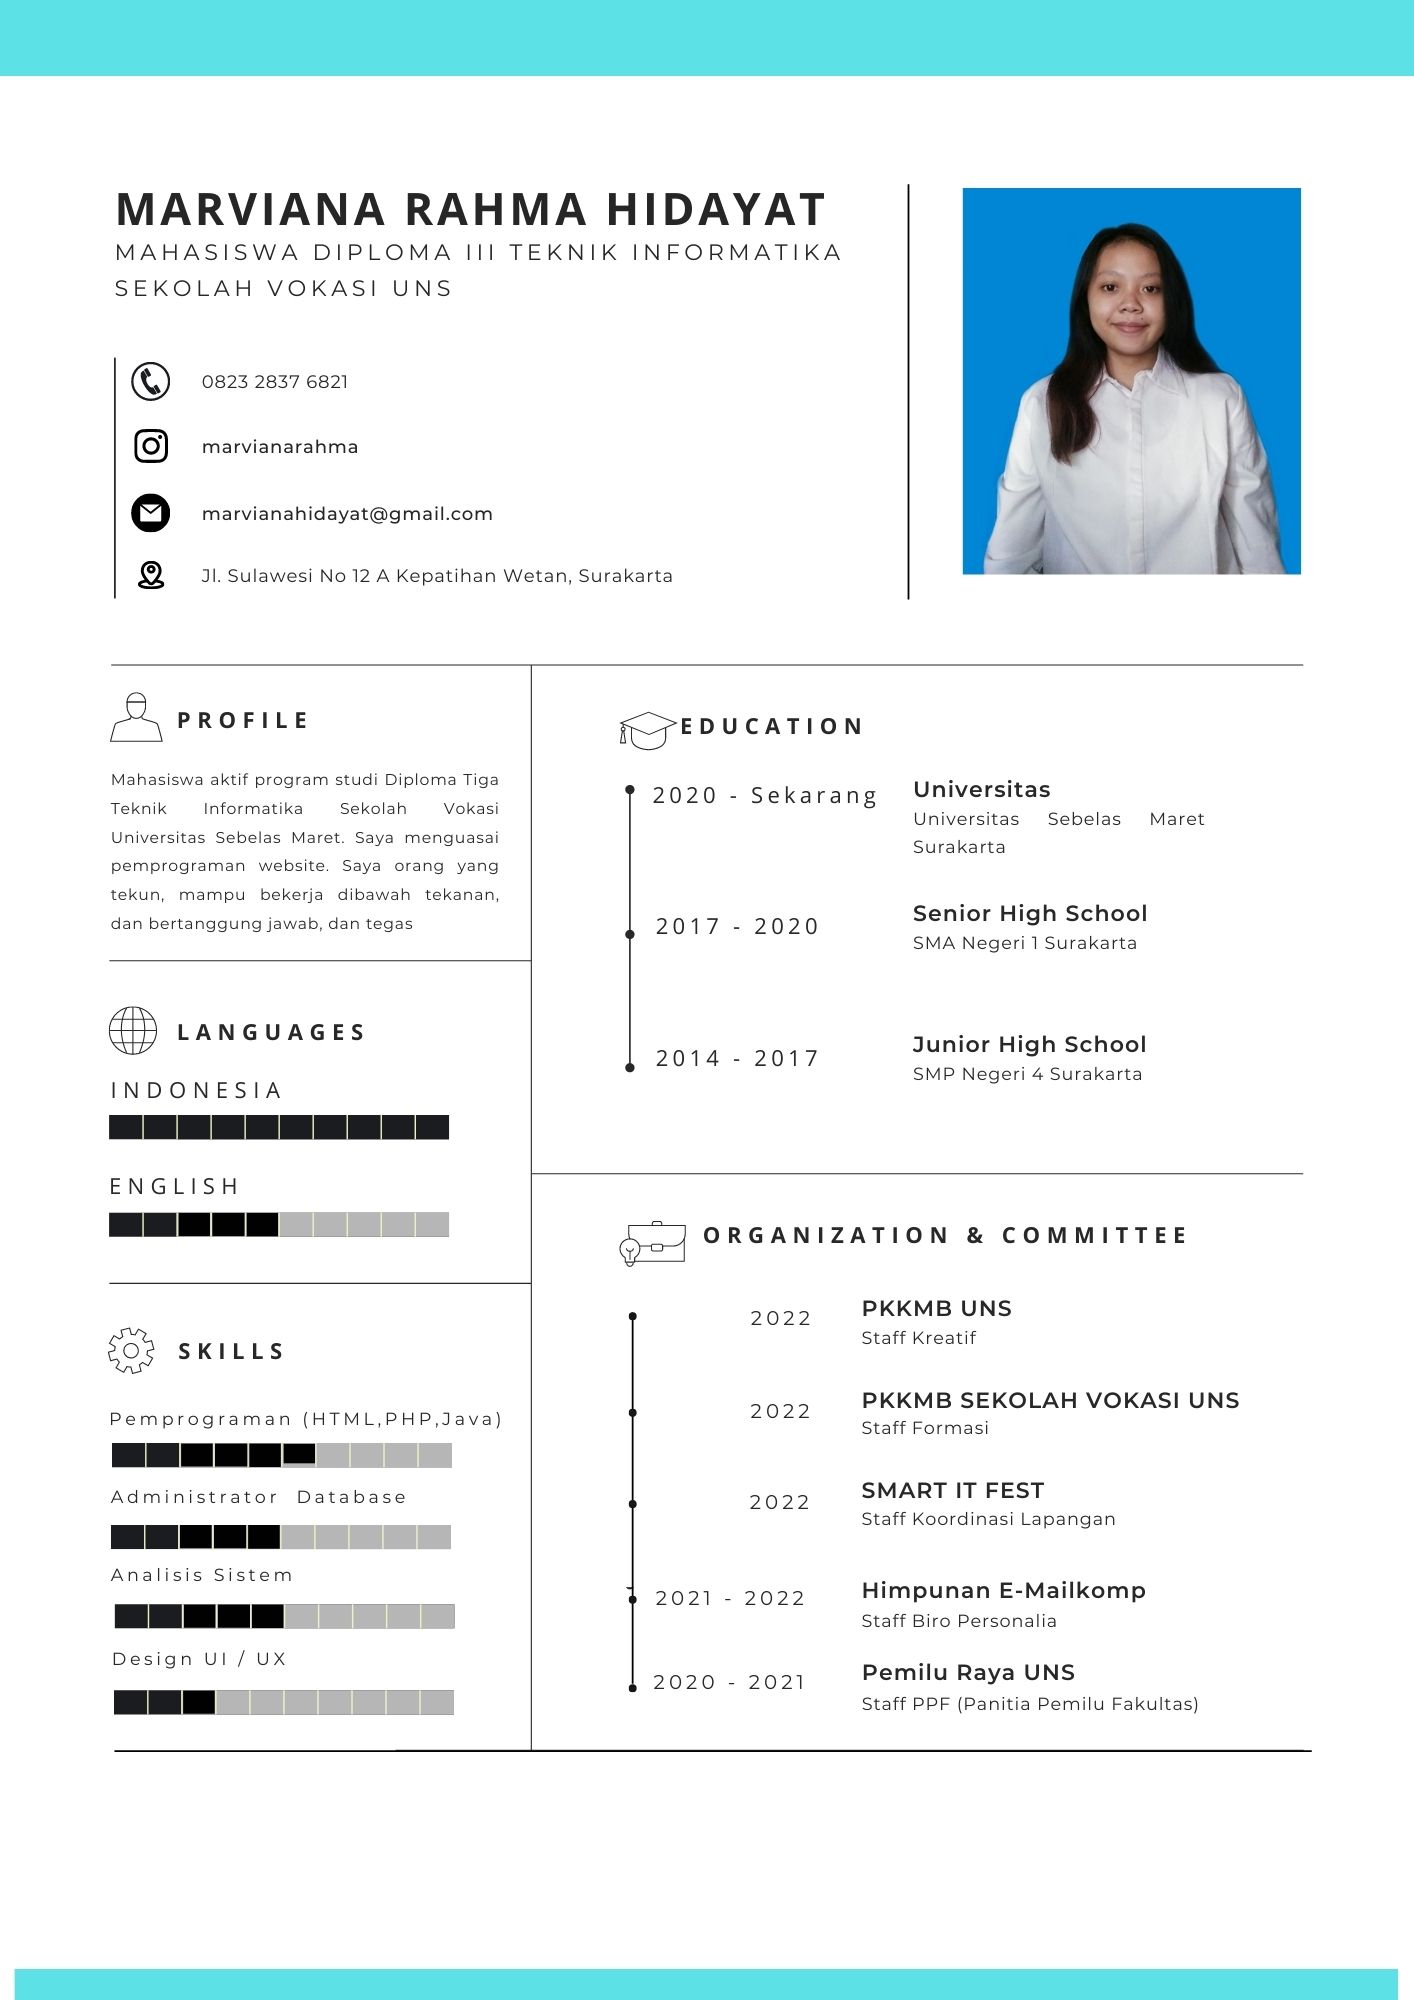 MARVIANA RAHMA HIDAYAT
MAHASISWA DIPLOMA III TEKNIK INFORMATIKA
SEKOLAH VOKASI UNS
0823 2837 6821
marvianarahma
marvianahidayat@gmail.com
Jl. Sulawesi No 12 A Kepatihan Wetan, Surakarta
PROFILE
Mahasiswa aktif program studi Diploma Tiga
Teknik Informatika Sekolah Vokasi
Universitas Sebelas Maret. Saya menguasai
pemprograman website. Saya orang yang
tekun, mampu bekerja dibawah tekanan,
dan bertanggung jawab, dan tegas
LANGUAGES
INDONESIA
ENGLISH
SKILLS
Pemprograman (HTML,PHP,Java)
Administrator Database
Analisis Sistem
Design UI / UX
EDUCATION
2020 - Sekarang
Universitas
Universitas Sebelas Maret
Surakarta
2017 - 2020
Senior High School
SMA Negeri 1 Surakarta
2014 - 2017
Junior High School
SMP Negeri 4 Surakarta
ORGANIZATION & COMMITTEE
2022
PKKMB UNS
Staff Kreatif
2022
PKKMB SEKOLAH VOKASI UNS
Staff Formasi
2022
SMART IT FEST
Staff Koordinasi Lapangan
2021 - 2022
Himpunan E-Mailkomp
Staff Biro Personalia
2020 - 2021
Pemilu Raya UNS
Staff PPF (Panitia Pemilu Fakultas)